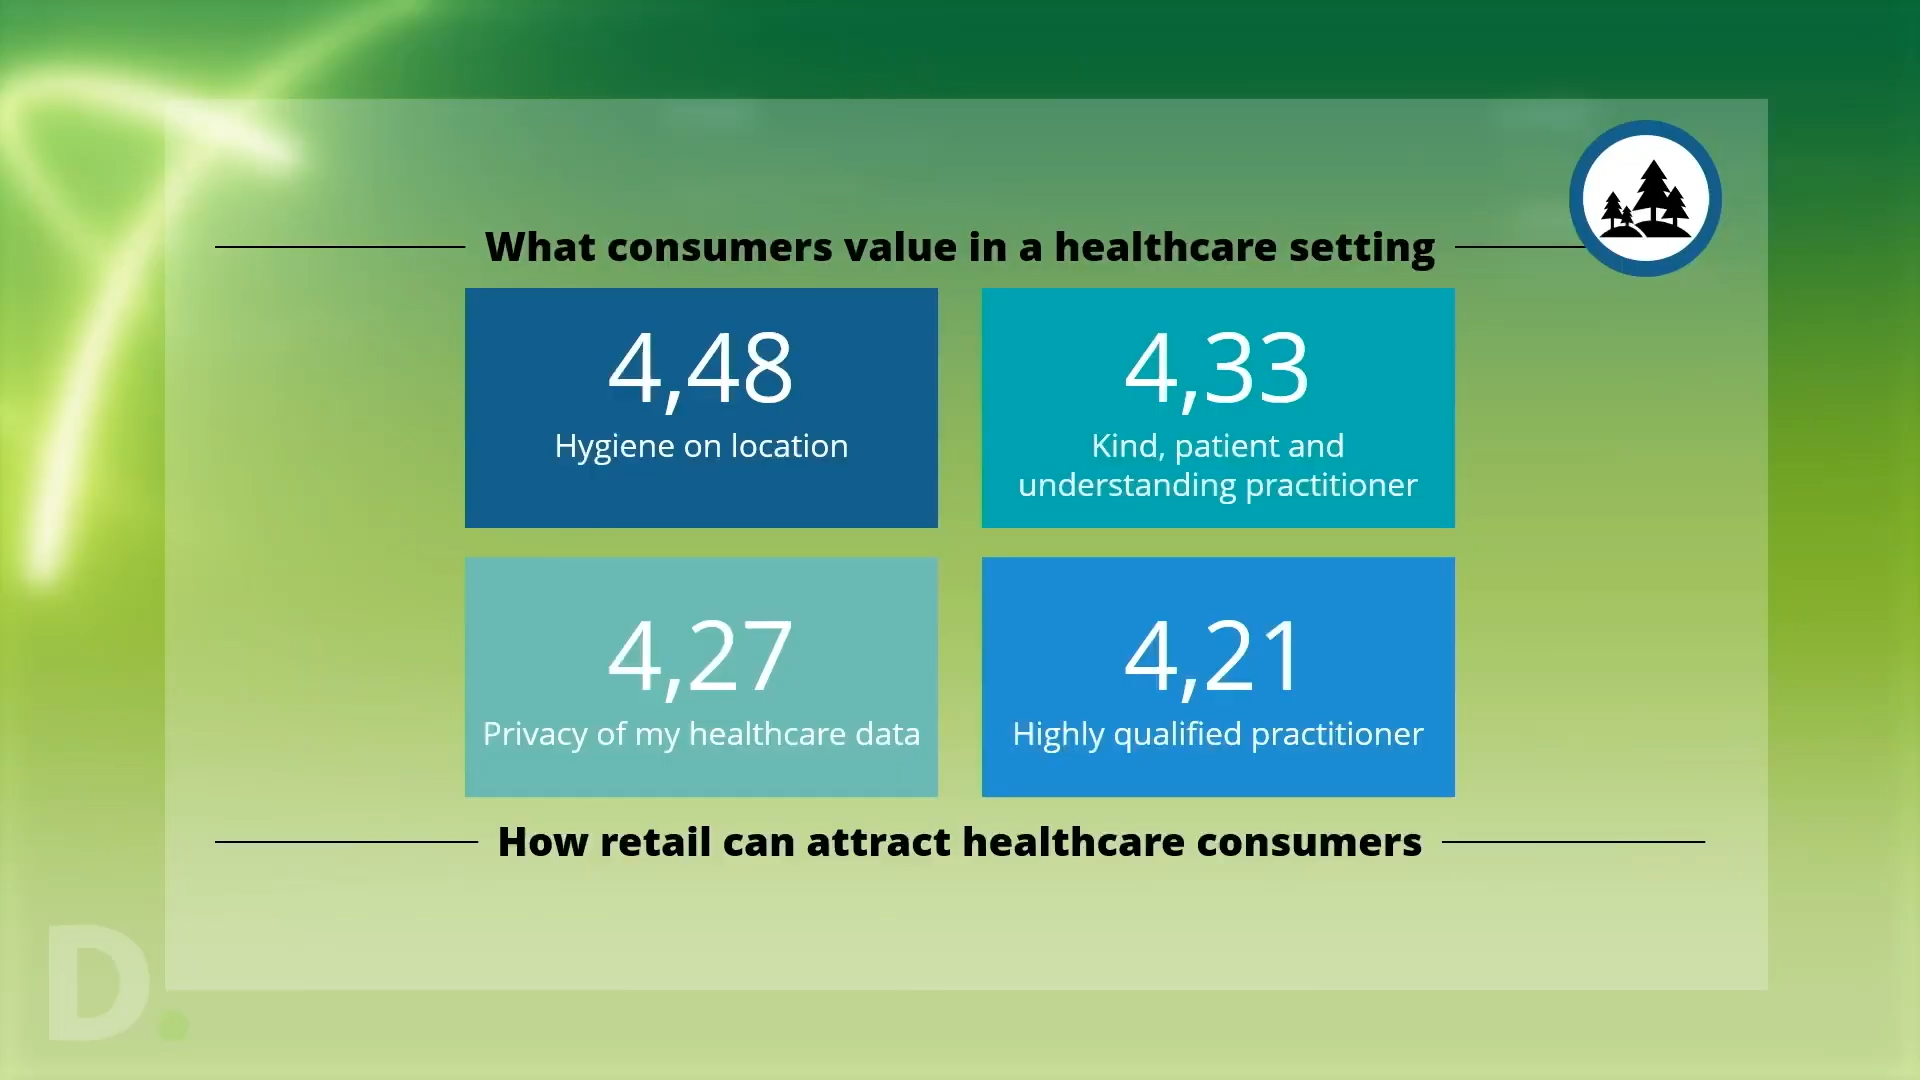 What consumers value in a healthcare setting
4,48
Hygiene on location
4,33
Kind, patient and
understanding practitioner
4,27
Privacy of my healthcare data
4,21
Highly qualified practitioner
How retail can attract healthcare consumers
D.